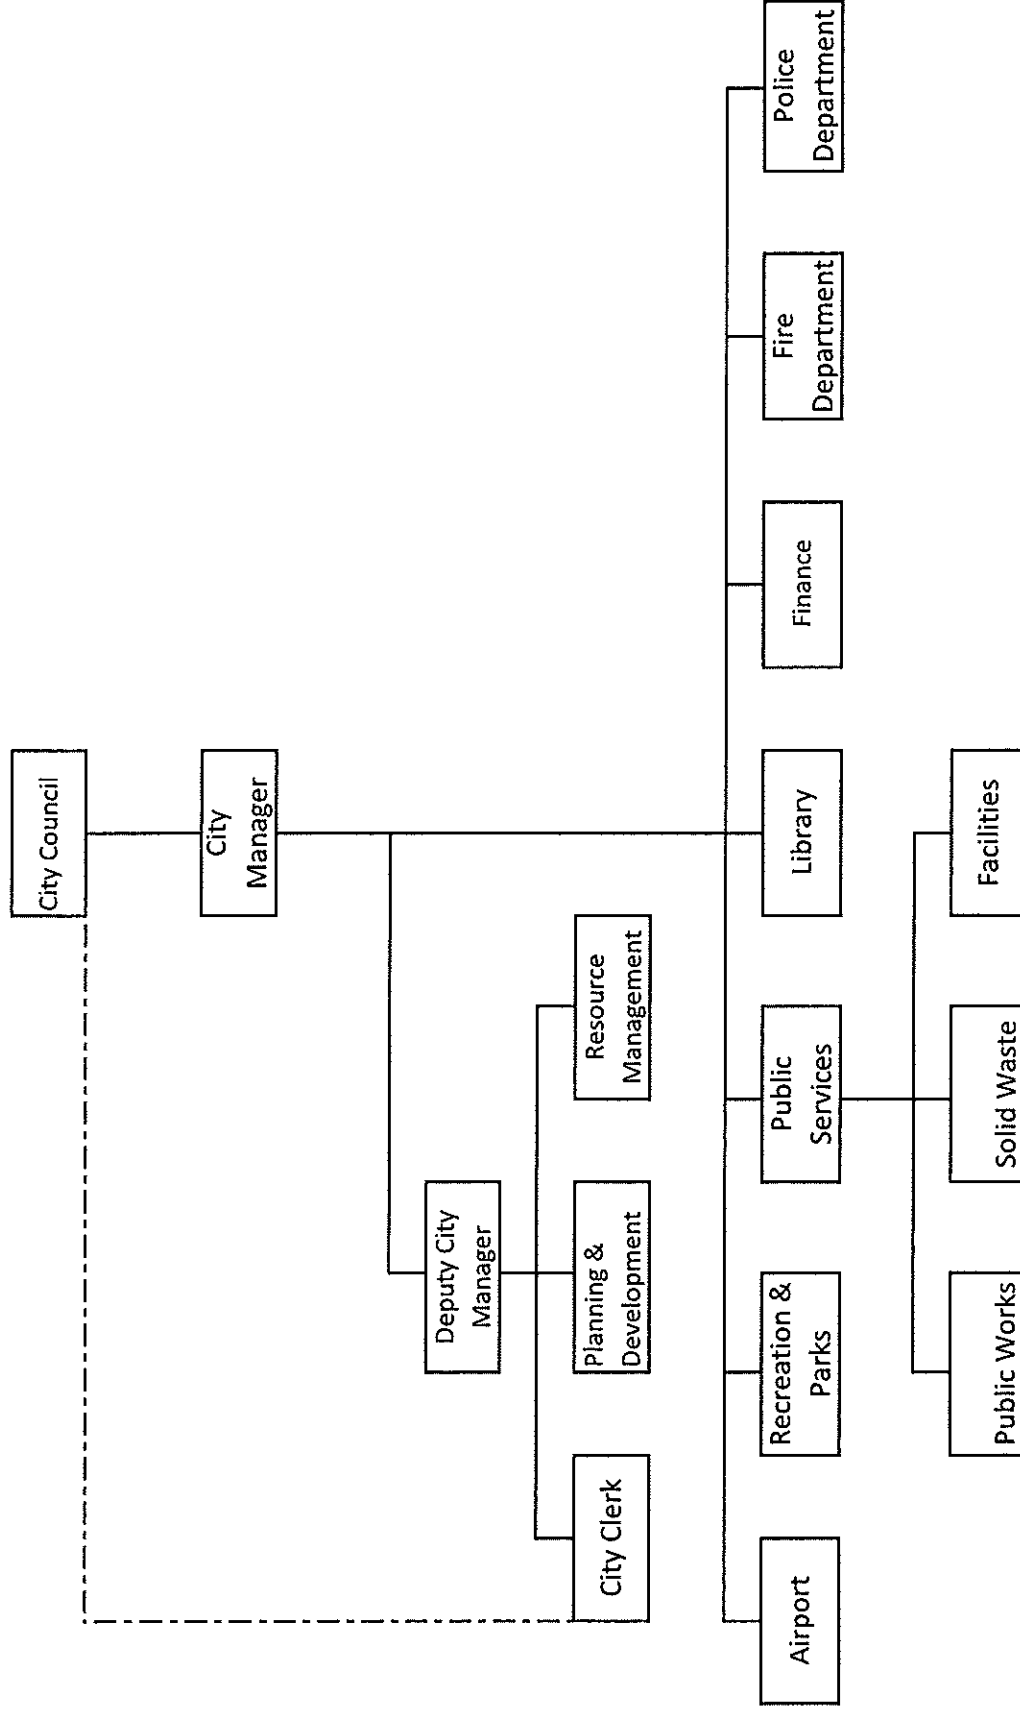 City Council
City
Manager
Deputy City
Manager
City Clerk
Planning &
Development
Resource
Management
Airport
Recreation &
Parks
Public
Services
Library
Finance
Fire
Department
Police
Department
Public Works
Solid Waste
Facilities